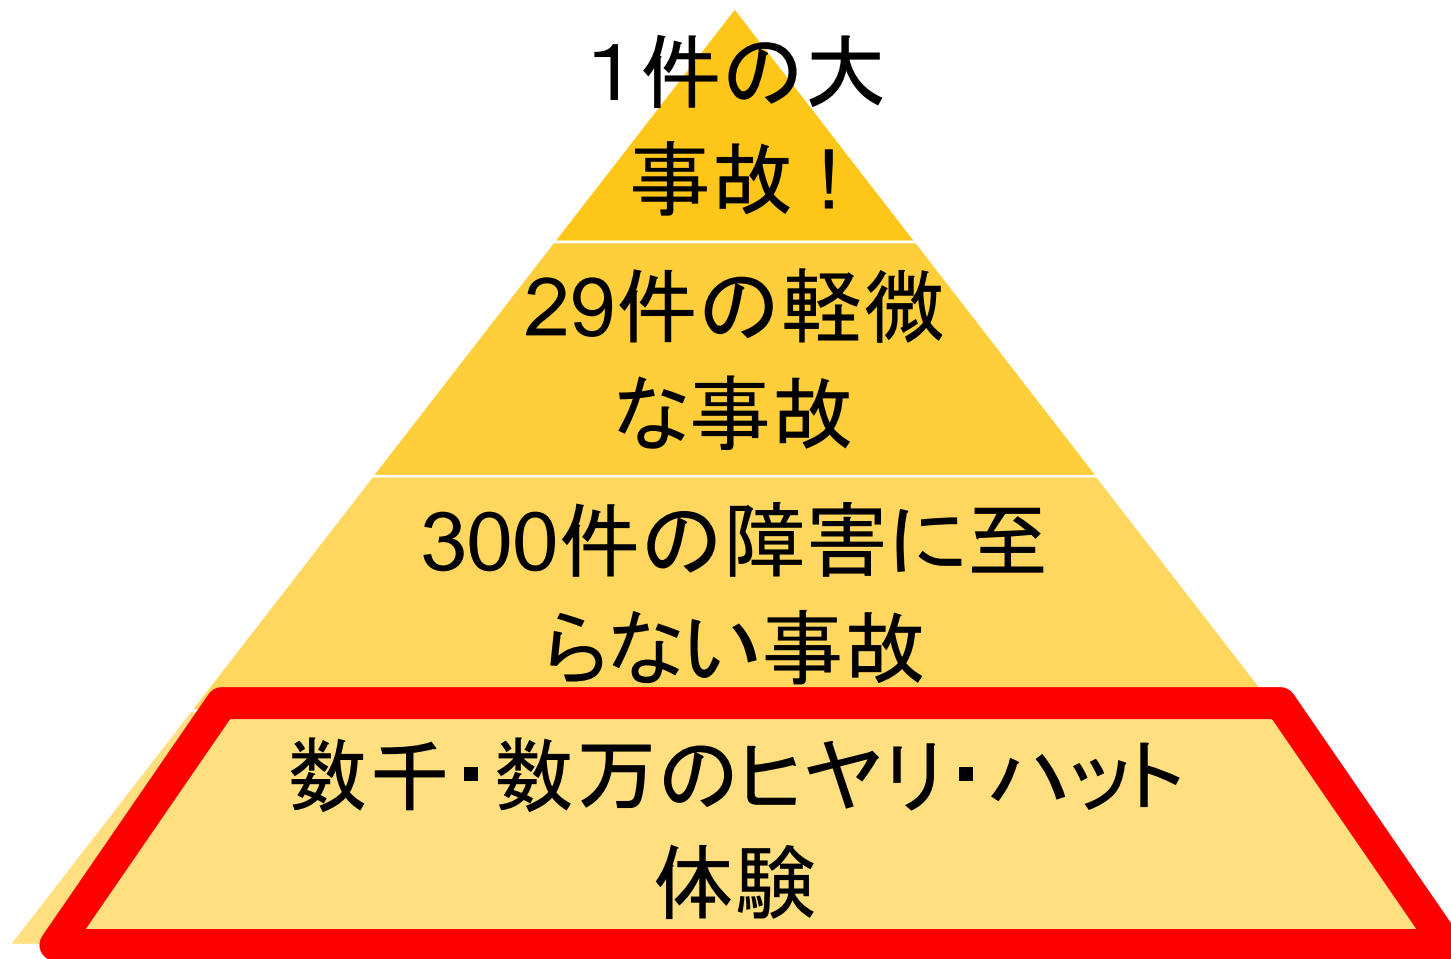 １件の大
事故！
29件の軽微
な事故
300件の障害に至
らない事故
数千・数万のヒヤリ・ハット
体験